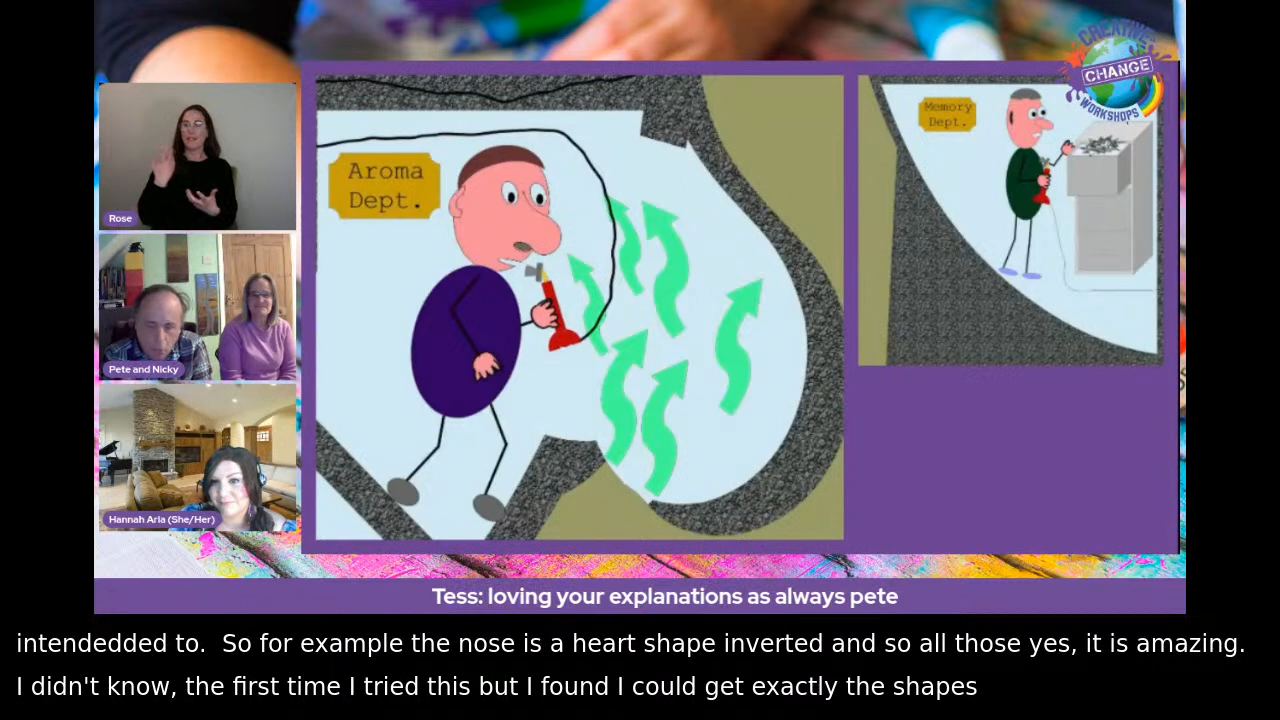 CREATIVE
CHANGE
WORKSHOPS
Memory
Dept.
Aroma
Dept.
Rose
Pete and Nicky
Hannah Aria (She/Her)
Tess: loving your explanations as always pete
intendedded to.  So for example the nose is a heart shape inverted and so all those yes, it is amazing.
I didn't know, the first time I tried this but I found I could get exactly the shapes